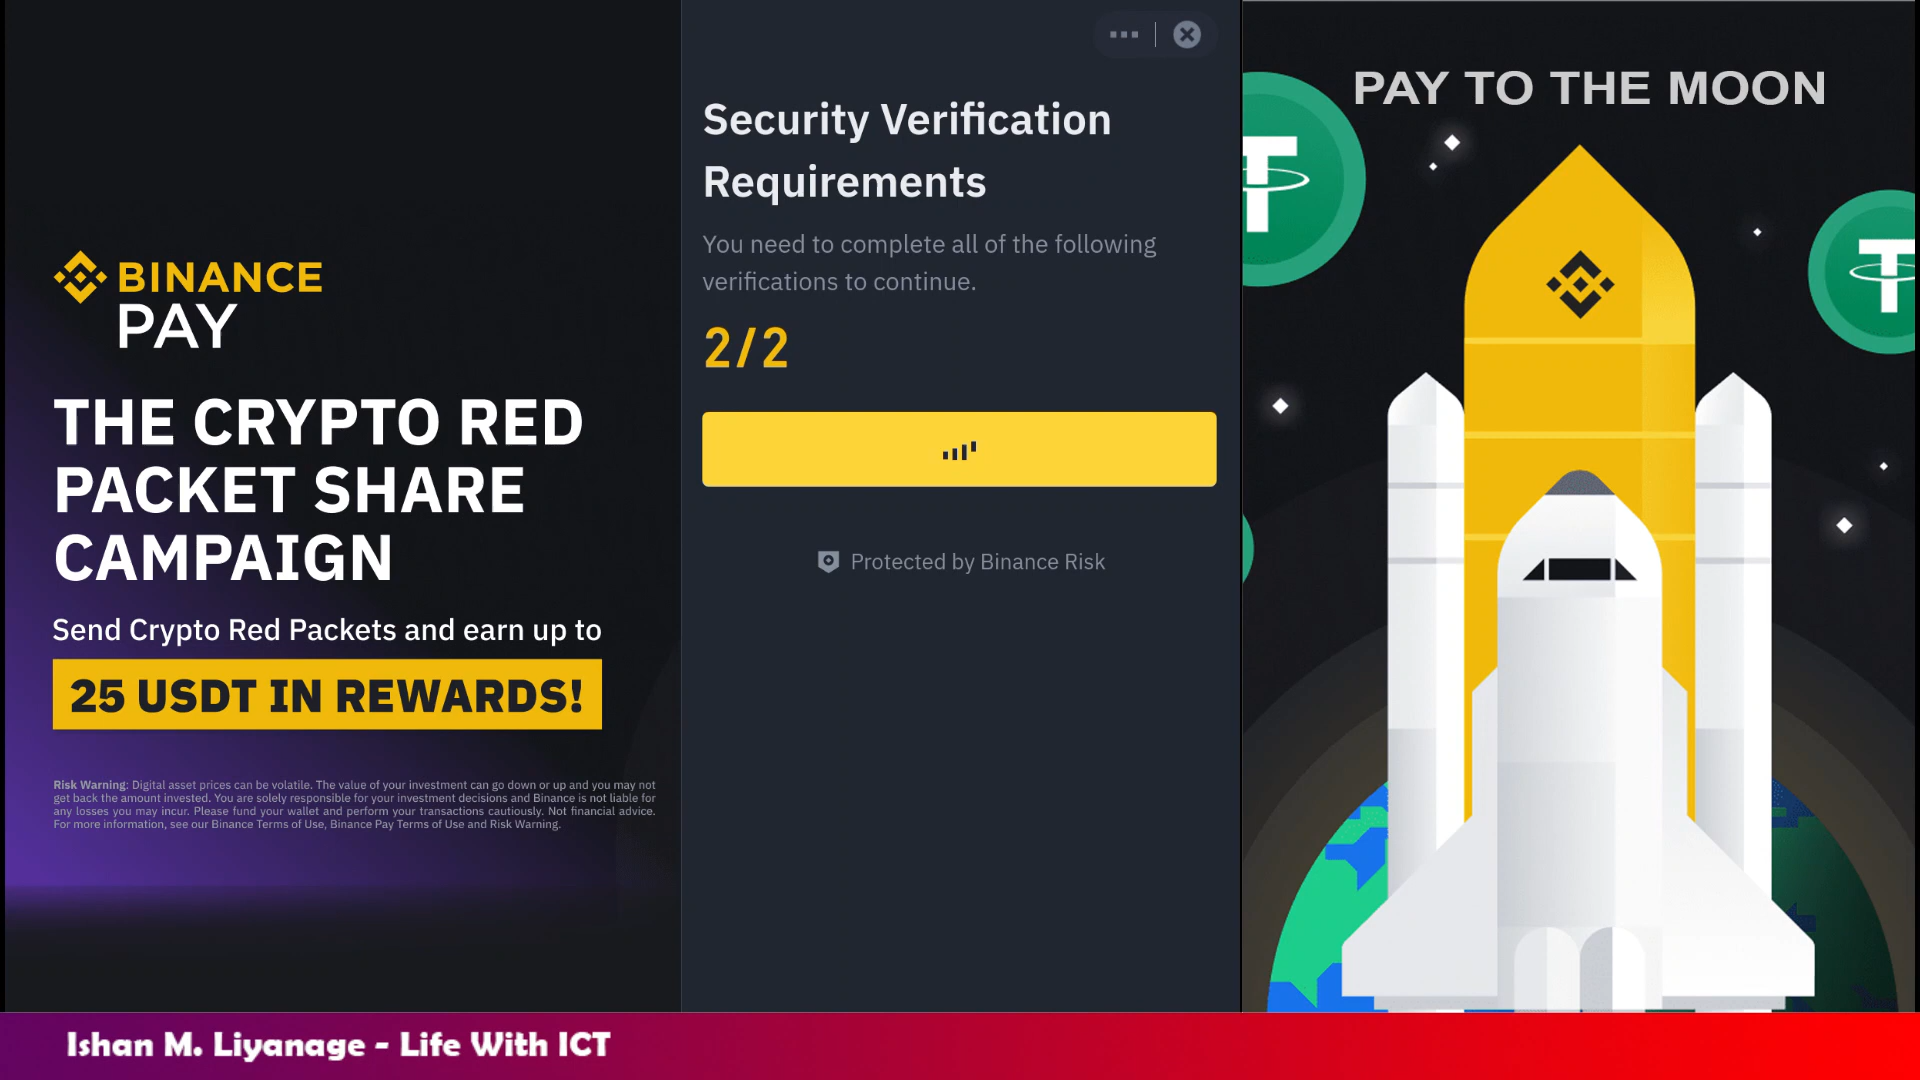 BINANCE
PAY
THE CRYPTO RED
PACKET SHARE
CAMPAIGN
Send Crypto Red Packets and earn up to
25 USDT IN REWARDS!
Risk Warning: Digital asset prices can be volatile. The value of your investment can go down or up and you may not
get back the amount invested. You are solely responsible for your investment decisions and Binance is not liable for
any losses you may incur. Please fund your wallet and perform your transactions cautiously. Not financial advice.
For more information, see our Binance Terms of Use, Binance Pay Terms of Use and Risk Warning.
Security Verification
Requirements
You need to complete all of the following
verifications to continue.
2/2
Protected by Binance Risk
PAY TO THE MOON
Ishan M. Liyanage - Life With ICT